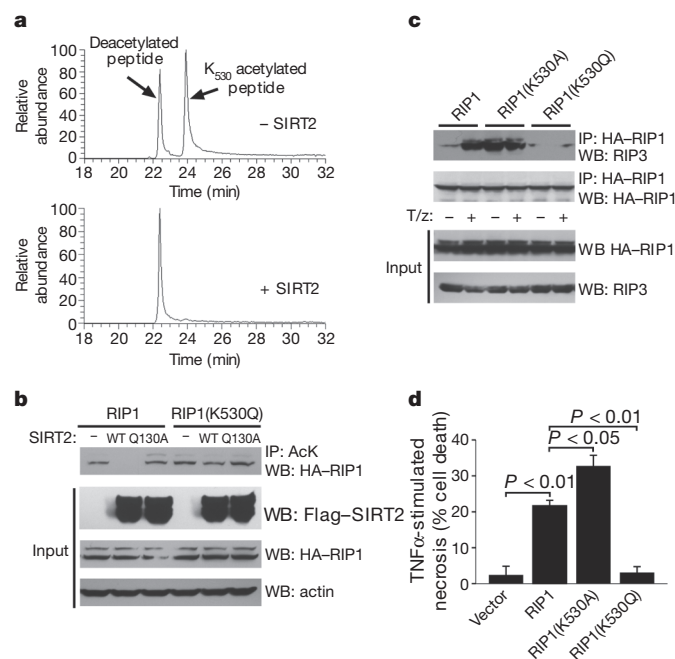 a
Relative
abundance
100
80
60
40
20
0
Deacetylated
peptide
K530 acetylated
peptide
– SIRT2
18 20 22 24 26 28 30 32
Time (min)
Relative
abundance
100
80
60
40
20
0
+ SIRT2
18 20 22 24 26 28 30 32
Time (min)
b
RIP1 RIP1(K530Q)
SIRT2: – WT Q130A – WT Q130A
IP: AcK
WB: HA–RIP1
Input
WB: Flag–SIRT2
WB: HA–RIP1
WB: actin
c
RIP1 RIP1(K530A) RIP1(K530Q)
IP: HA–RIP1
WB: RIP3
IP: HA–RIP1
WB: HA–RIP1
T/z: – + – + – +
Input
WB HA–RIP1
WB: RIP3
d
TNFα-stimulated
necrosis (% cell death)
40
30
20
10
0
P < 0.01
P < 0.05
P < 0.01
Vector RIP1 RIP1(K530A) RIP1(K530Q)